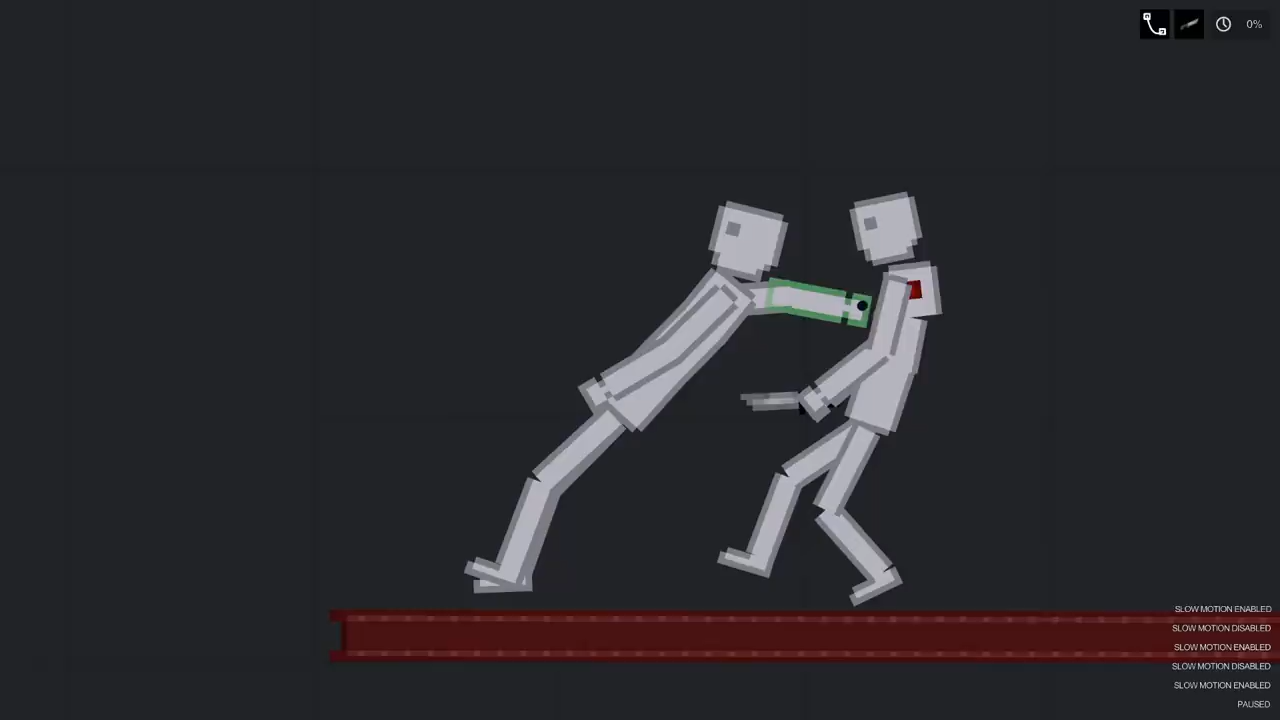 0%
SLOW MOTION ENABLED
SLOW MOTION DISABLED
SLOW MOTION ENABLED
SLOW MOTION DISABLED
SLOW MOTION ENABLED
PAUSED